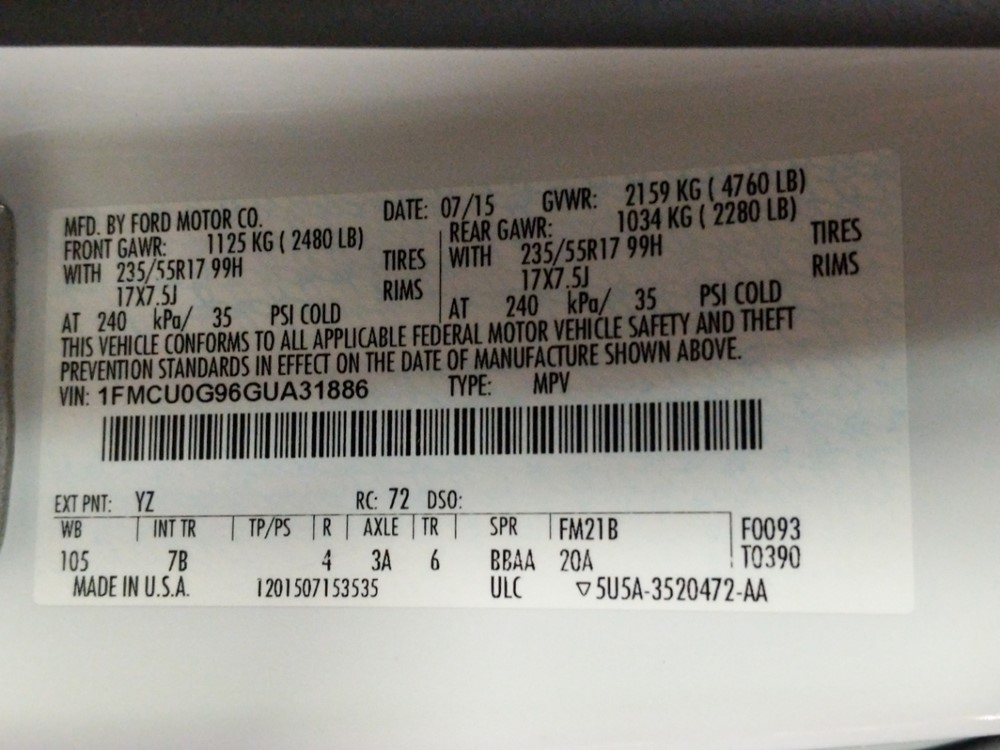 MFD. BY FORD MOTOR CO. DATE: 07/15 GVWR: 2159 KG ( 4760 LB)
FRONT GAWR: 1125 KG ( 2480 LB) REAR GAWR: 1034 KG ( 2280 LB)
WITH 235/55R17 99H TIRES WITH 235/55R17 99H TIRES
17X7.5J RIMS 17X7.5J RIMS
AT 240 kPa/ 35 PSI COLD AT 240 kPa/ 35 PSI COLD
THIS VEHICLE CONFORMS TO ALL APPLICABLE FEDERAL MOTOR VEHICLE SAFETY AND THEFT
PREVENTION STANDARDS IN EFFECT ON THE DATE OF MANUFACTURE SHOWN ABOVE.
VIN: 1FMCU0G96GUA31886 TYPE: MPV
EXT PNT: YZ RC: 72 DSO:
WB INT TR TP/PS R AXLE TR SPR FM21B F0093
105 7B 4 3A 6 BBAA 20A T0390
MADE IN U.S.A. 1201507153535 ULC ▽5U5A-3520472-AA